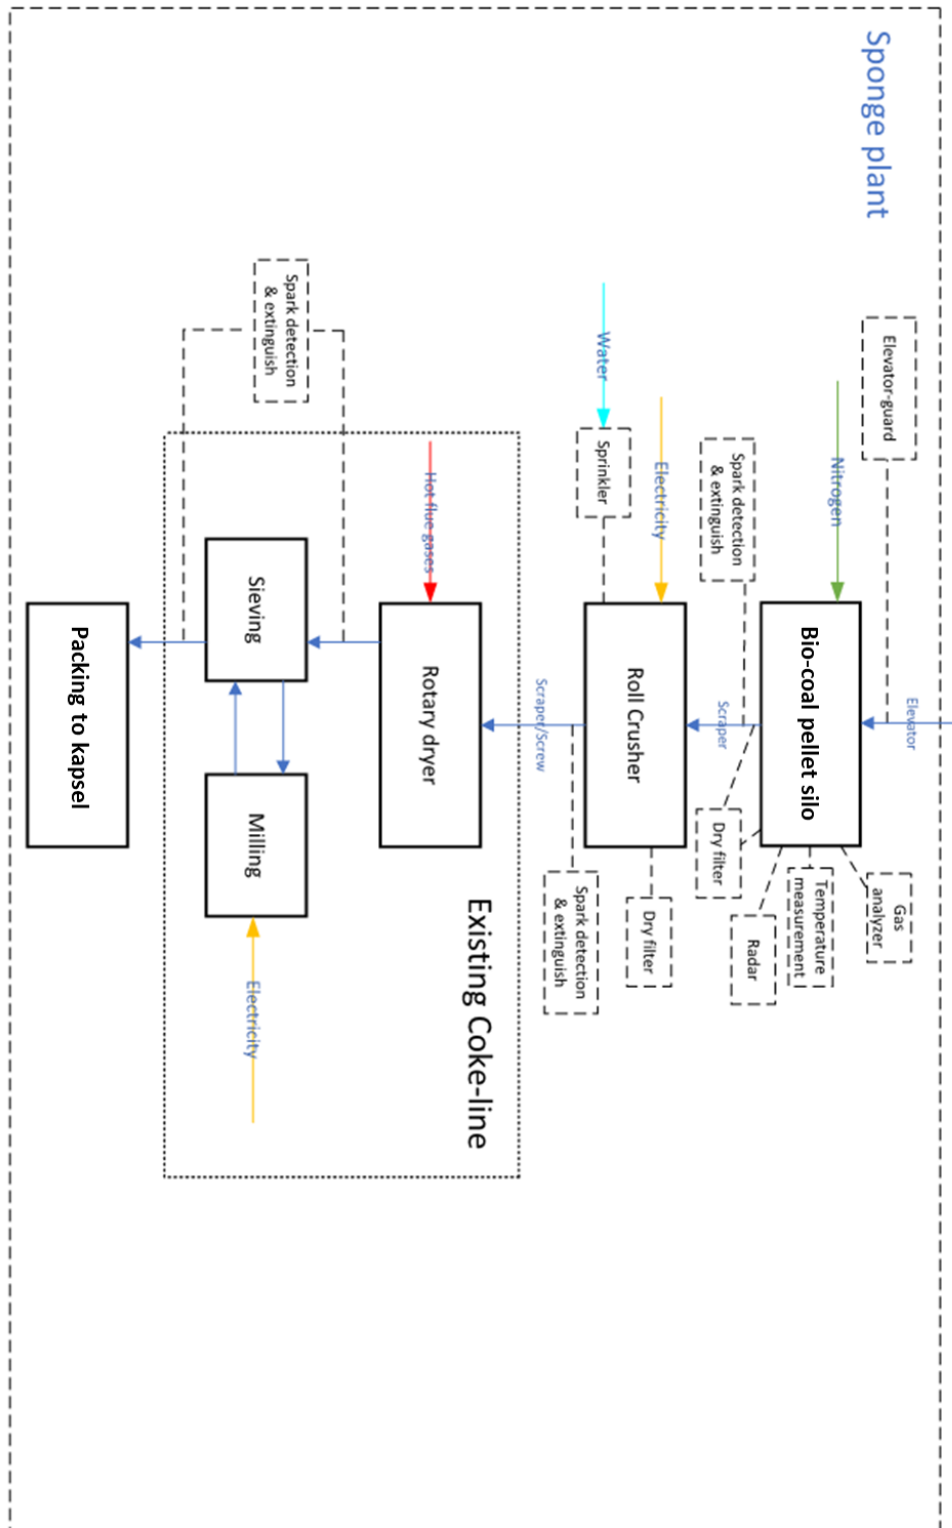 Sponge plant
Elevator
Elevator-guard
Nitrogen
Bio-coal pellet silo
Gas
analyzer
Temperature
measurement
Radar
Dry filter
Spark detection
& extinguish
Scraper
Electricity
Water
Sprinkler
Roll Crusher
Dry filter
Spark detection
& extinguish
Scraper/Screw
Existing Coke-line
Hot flue gases
Rotary dryer
Spark detection
& extinguish
Sieving
Milling
Electricity
Packing to kapsel